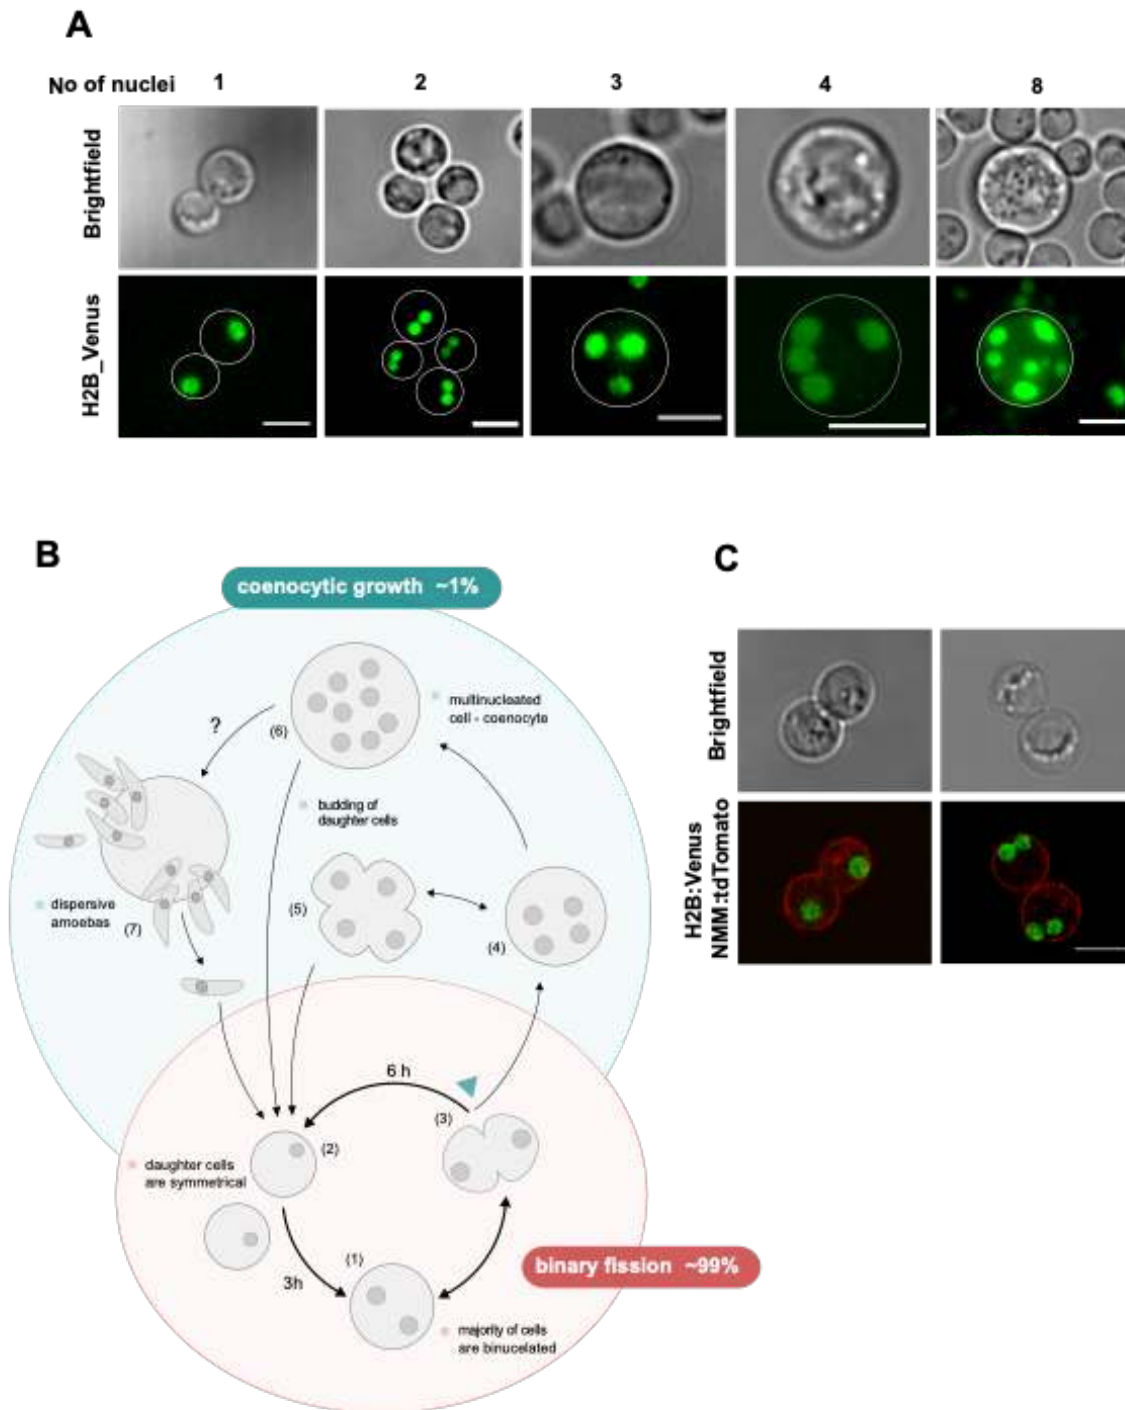 A
No of nuclei 1 2 3 4 8
Brightfield
H2B_Venus
B
coenocytic growth ~1%
multinucleated
cell - coenocyte
(6)
?
budding of
daughter cells
dispersive
amoebas
(7)
(5)
(4)
6 h
(3)
(2)
daughter cells
are symmetrical
(1)
3h
binary fission ~99%
majority of cells
are binucelated
C
Brightfield
H2B:Venus
NMM:tdTomato